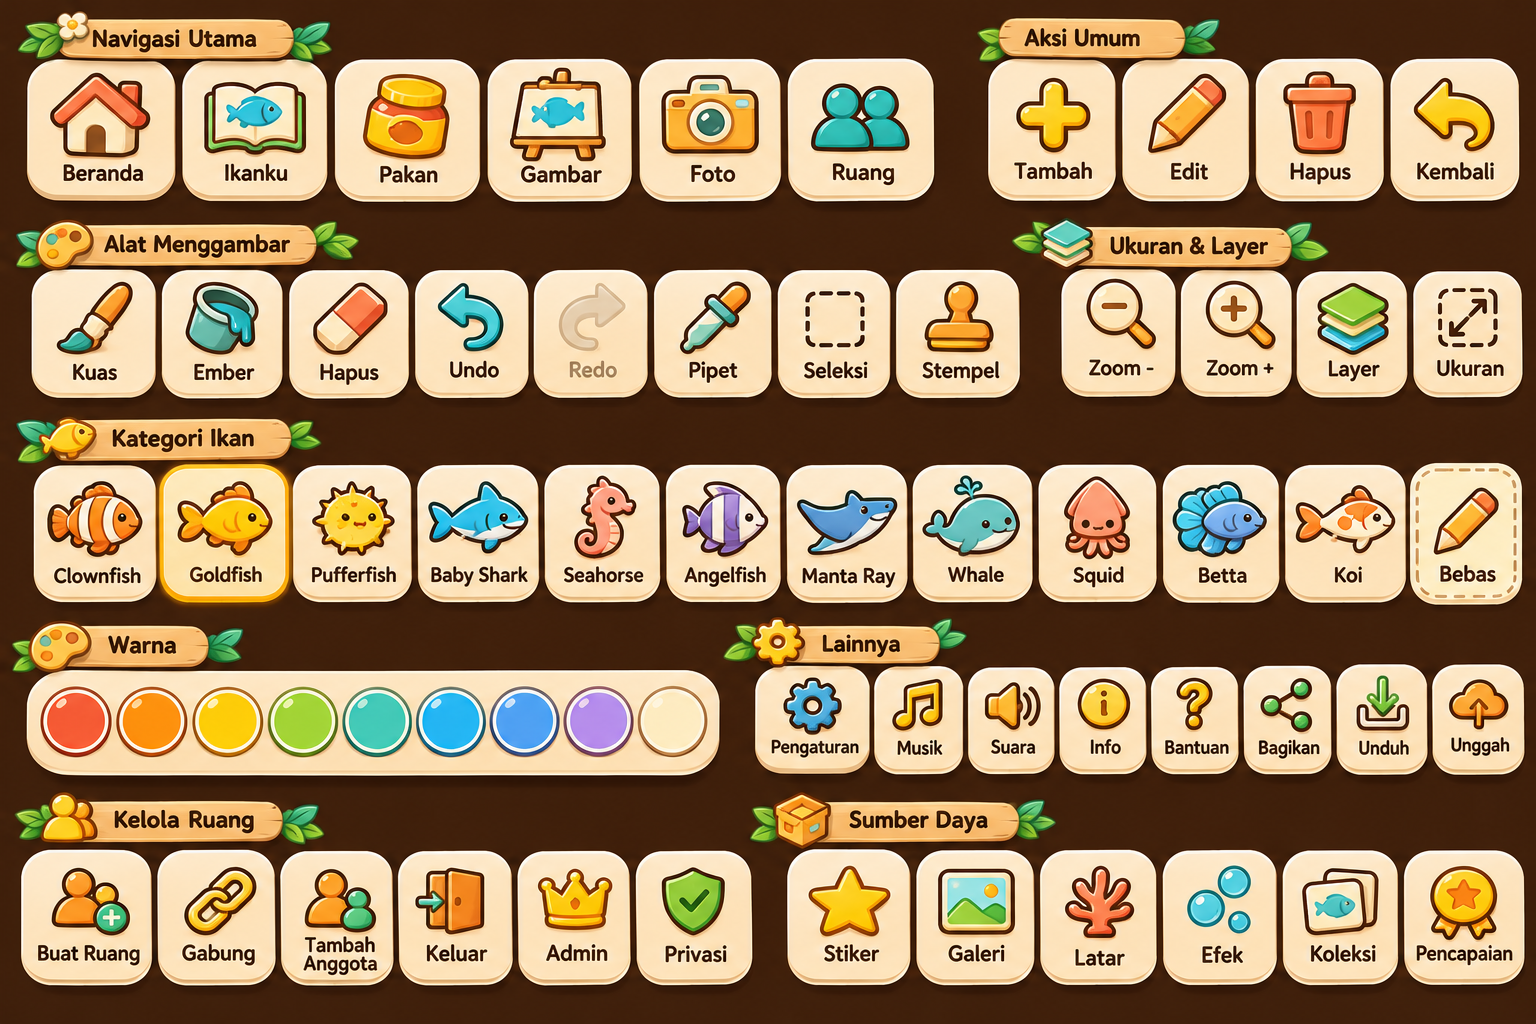 Navigasi Utama
Beranda
Ikanku
Pakan
Gambar
Foto
Ruang
Aksi Umum
Tambah
Edit
Hapus
Kembali
Alat Menggambar
Kuas
Ember
Hapus
Undo
Redo
Pipet
Seleksi
Stempel
Ukuran & Layer
Zoom -
Zoom +
Layer
Ukuran
Kategori Ikan
Clownfish
Goldfish
Pufferfish
Baby Shark
Seahorse
Angelfish
Manta Ray
Whale
Squid
Betta
Koi
Bebas
Warna
Lainnya
Pengaturan
Musik
Suara
Info
Bantuan
Bagikan
Unduh
Unggah
Kelola Ruang
Buat Ruang
Gabung
Tambah
Anggota
Keluar
Admin
Privasi
Sumber Daya
Stiker
Galeri
Latar
Efek
Koleksi
Pencapaian